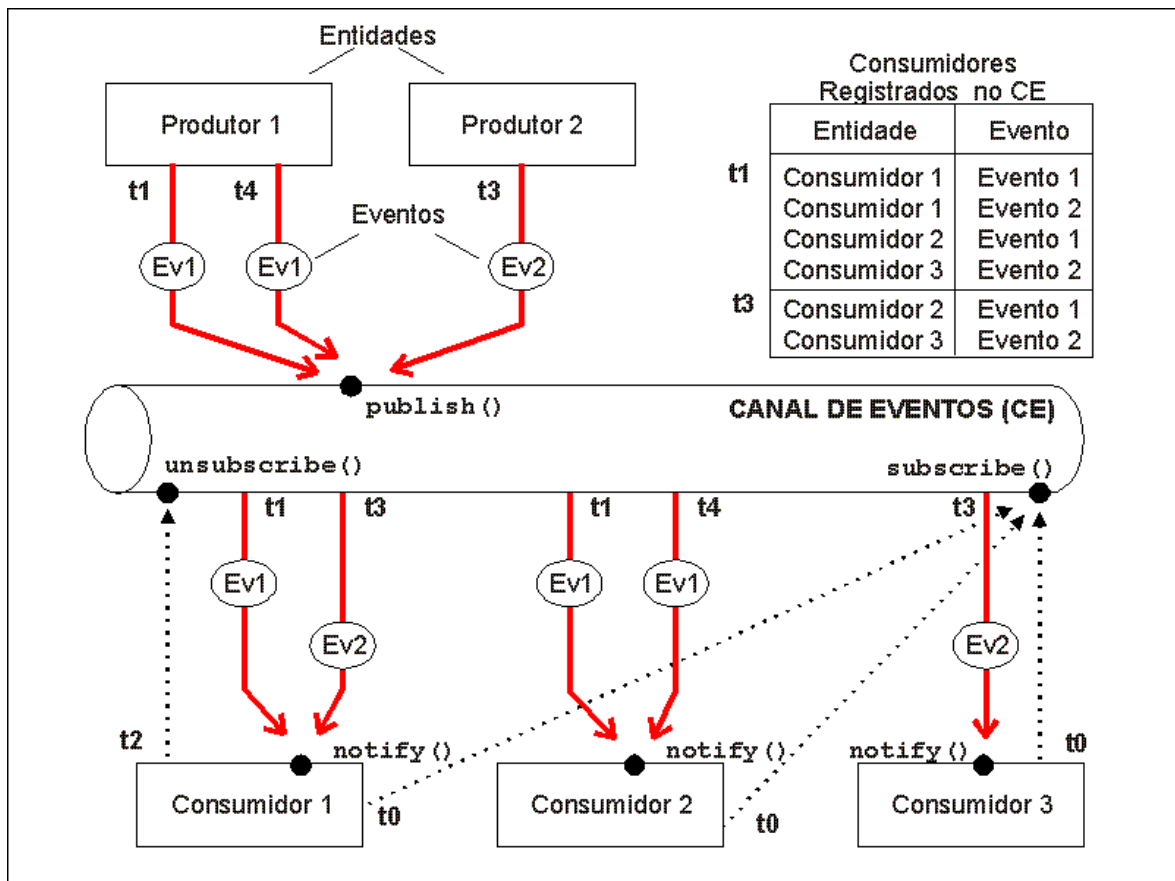 Entidades
Produtor 1
Produtor 2
Consumidores
Registrados no CE
Entidade Evento
t1
Consumidor 1 Evento 1
Consumidor 1 Evento 2
Consumidor 2 Evento 1
Consumidor 3 Evento 2
t3
Consumidor 2 Evento 1
Consumidor 3 Evento 2
t1 t4 t3
Eventos
Ev1 Ev1 Ev2
publish()
CANAL DE EVENTOS (CE)
unsubscribe()
subscribe()
t1 t3 t1 t4 t3
Ev1 Ev1 Ev1
Ev2 Ev2
t2 notify() notify() notify() t0
Consumidor 1 t0
Consumidor 2 t0
Consumidor 3